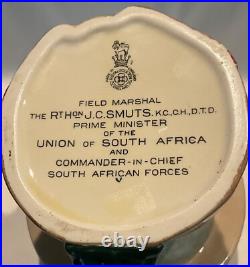 FIELD MARSHAL
THE RT HON J.C. SMUTS. K.C., C.H., D.T.D.
PRIME MINISTER
OF THE
UNION OF SOUTH AFRICA
AND
COMMANDER-IN-CHIEF
SOUTH AFRICAN FORCES